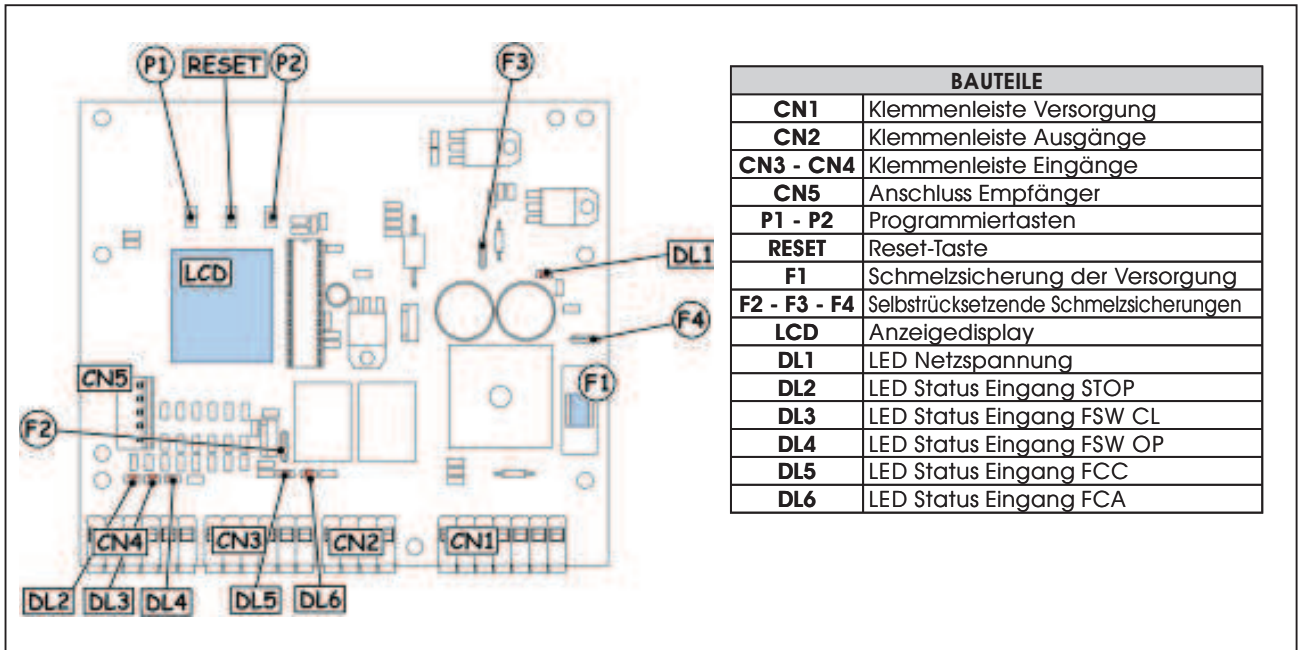 P1 RESET P2 F3
LCD
DL1
F4
CN5
F1
F2
CN4 CN3 CN2 CN1
DL2 DL3 DL4 DL5 DL6
BAUTEILE
CN1 Klemmenleiste Versorgung
CN2 Klemmenleiste Ausgänge
CN3 - CN4 Klemmenleiste Eingänge
CN5 Anschluss Empfänger
P1 - P2 Programmiertasten
RESET Reset-Taste
F1 Schmelzsicherung der Versorgung
F2 - F3 - F4 Selbstrücksetzende Schmelzsicherungen
LCD Anzeigedisplay
DL1 LED Netzspannung
DL2 LED Status Eingang STOP
DL3 LED Status Eingang FSW CL
DL4 LED Status Eingang FSW OP
DL5 LED Status Eingang FCC
DL6 LED Status Eingang FCA